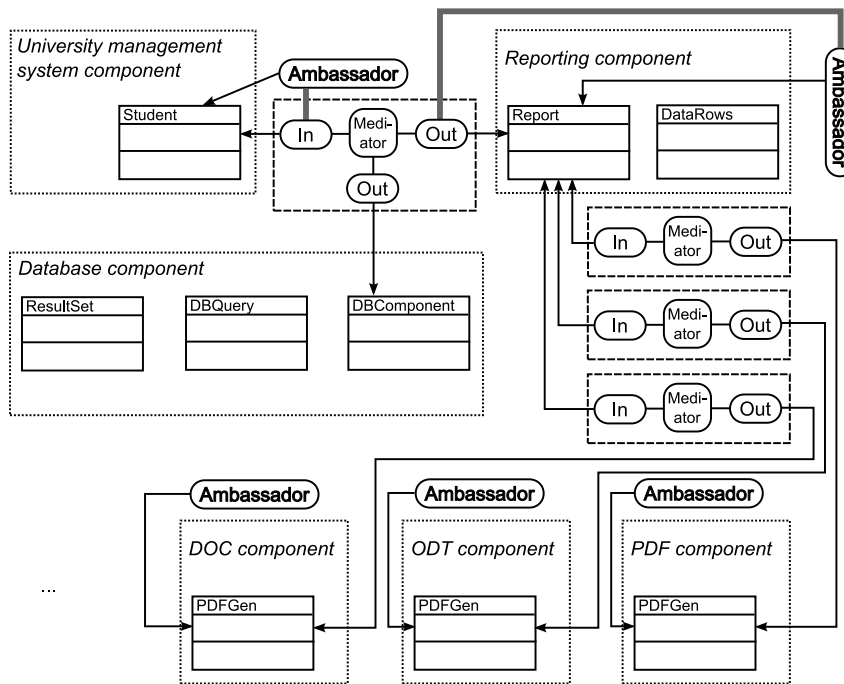 University management
system component
Ambassador
Student
In
Medi-
ator
Out
Out
Reporting component
Ambassador
Report
DataRows
In
Medi-
ator
Out
In
Medi-
ator
Out
In
Medi-
ator
Out
Database component
ResultSet
DBQuery
DBComponent
Ambassador
Ambassador
Ambassador
DOC component
ODT component
PDF component
...
PDFGen
PDFGen
PDFGen